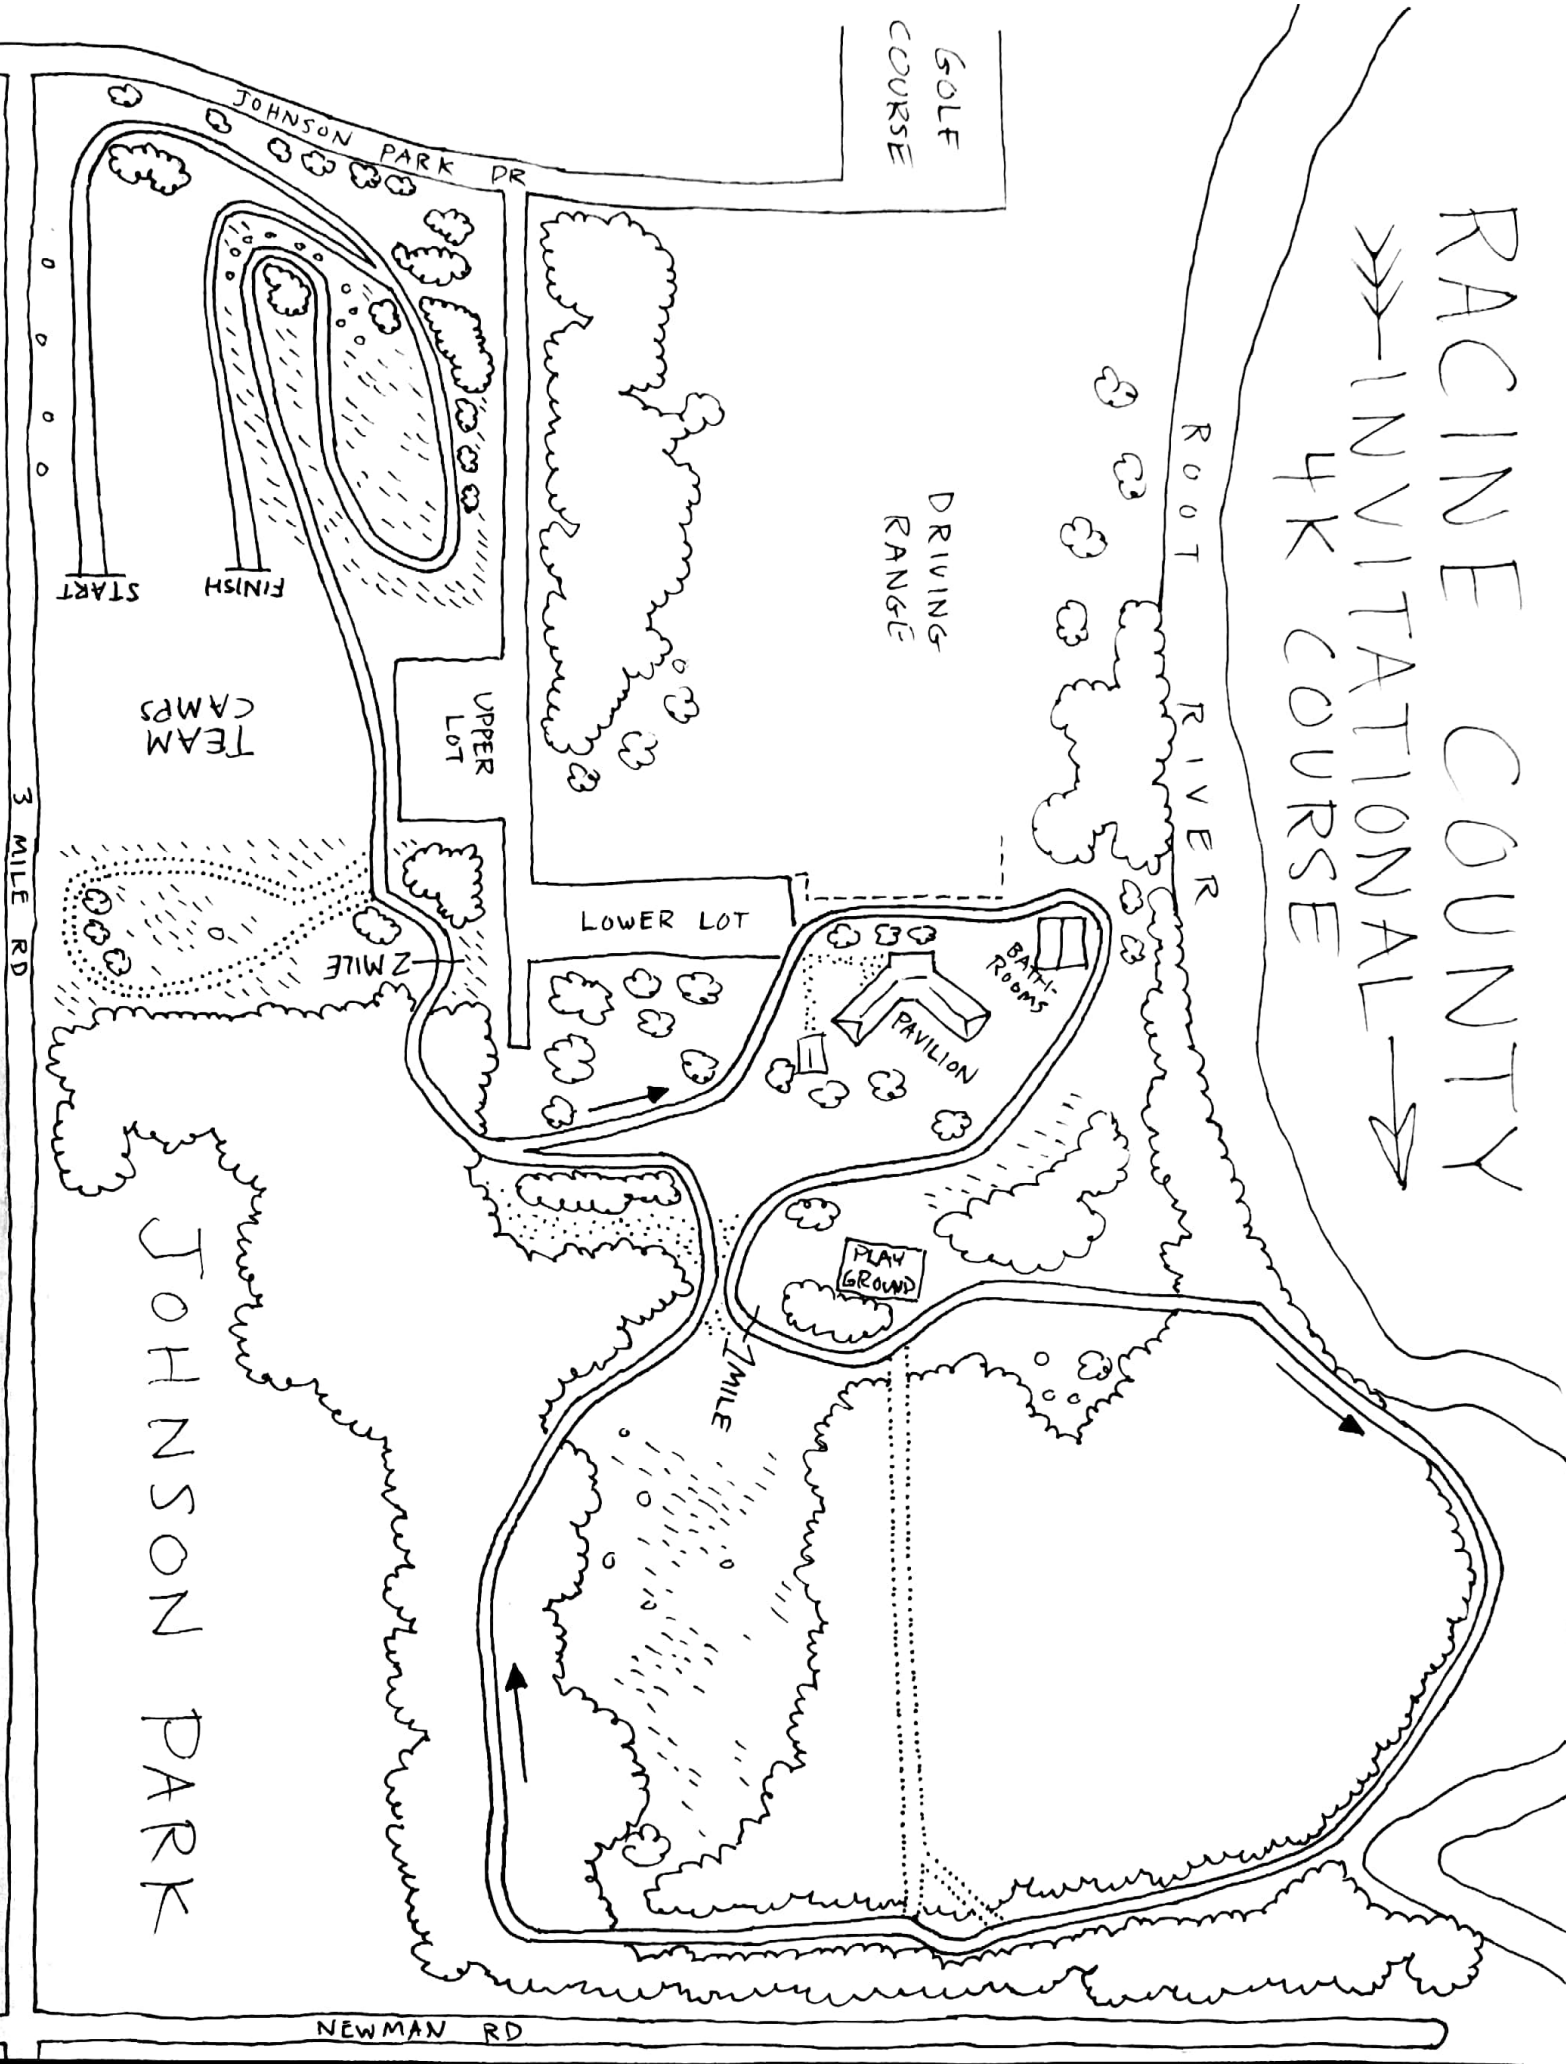 RACINE COUNTY
INVITATIONAL
4K COURSE
GOLF
COURSE
JOHNSON PARK DR
ROOT RIVER
DRIVING
RANGE
START
FINISH
UPPER
LOT
TEAM
CAMPS
3 MILE RD
LOWER LOT
2 MILE
BATH-
ROOMS
PAVILION
PLAY
GROUND
1 MILE
JOHNSON PARK
NEWMAN RD